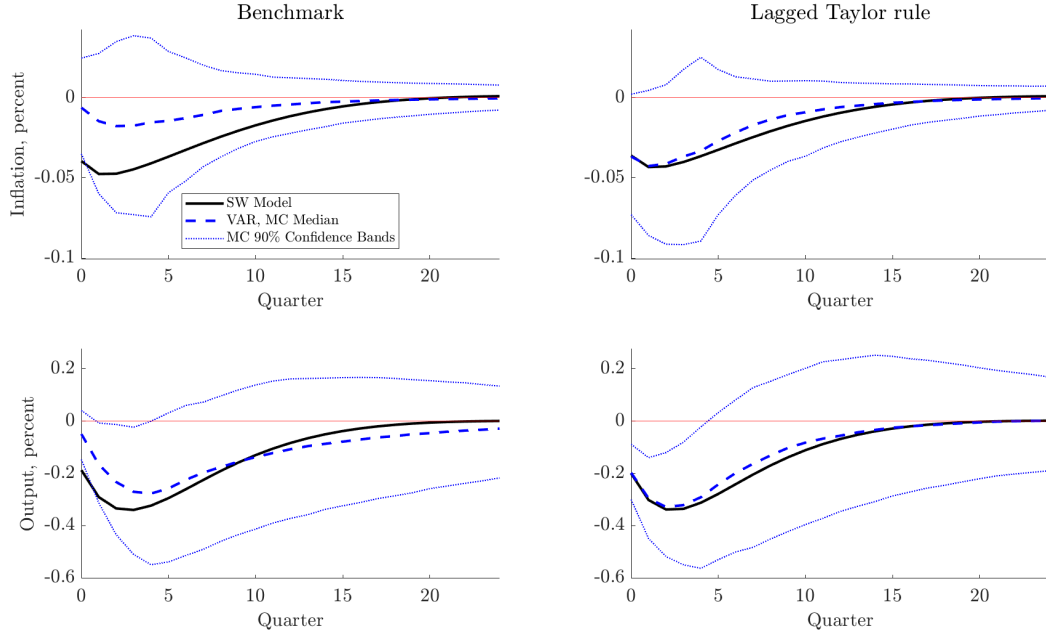 Benchmark
Lagged Taylor rule
Inflation, percent
0
-0.05
-0.1
SW Model
VAR, MC Median
MC 90% Confidence Bands
0 5 10 15 20
Quarter
0
-0.05
-0.1
0 5 10 15 20
Quarter
Output, percent
0.2
0
-0.2
-0.4
-0.6
0 5 10 15 20
Quarter
0.2
0
-0.2
-0.4
-0.6
0 5 10 15 20
Quarter